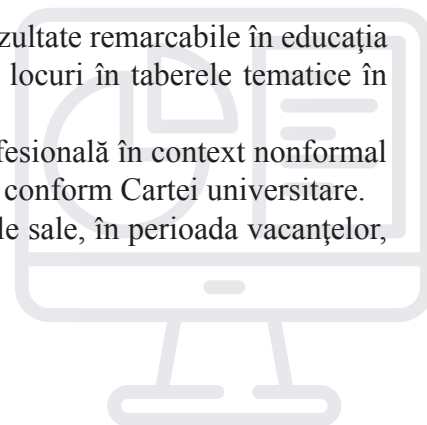 zultate remarcabile în educaţia
locuri în taberele tematice în
fesională în context nonformal
conform Cartei universitare.
le sale, în perioada vacanţelor,